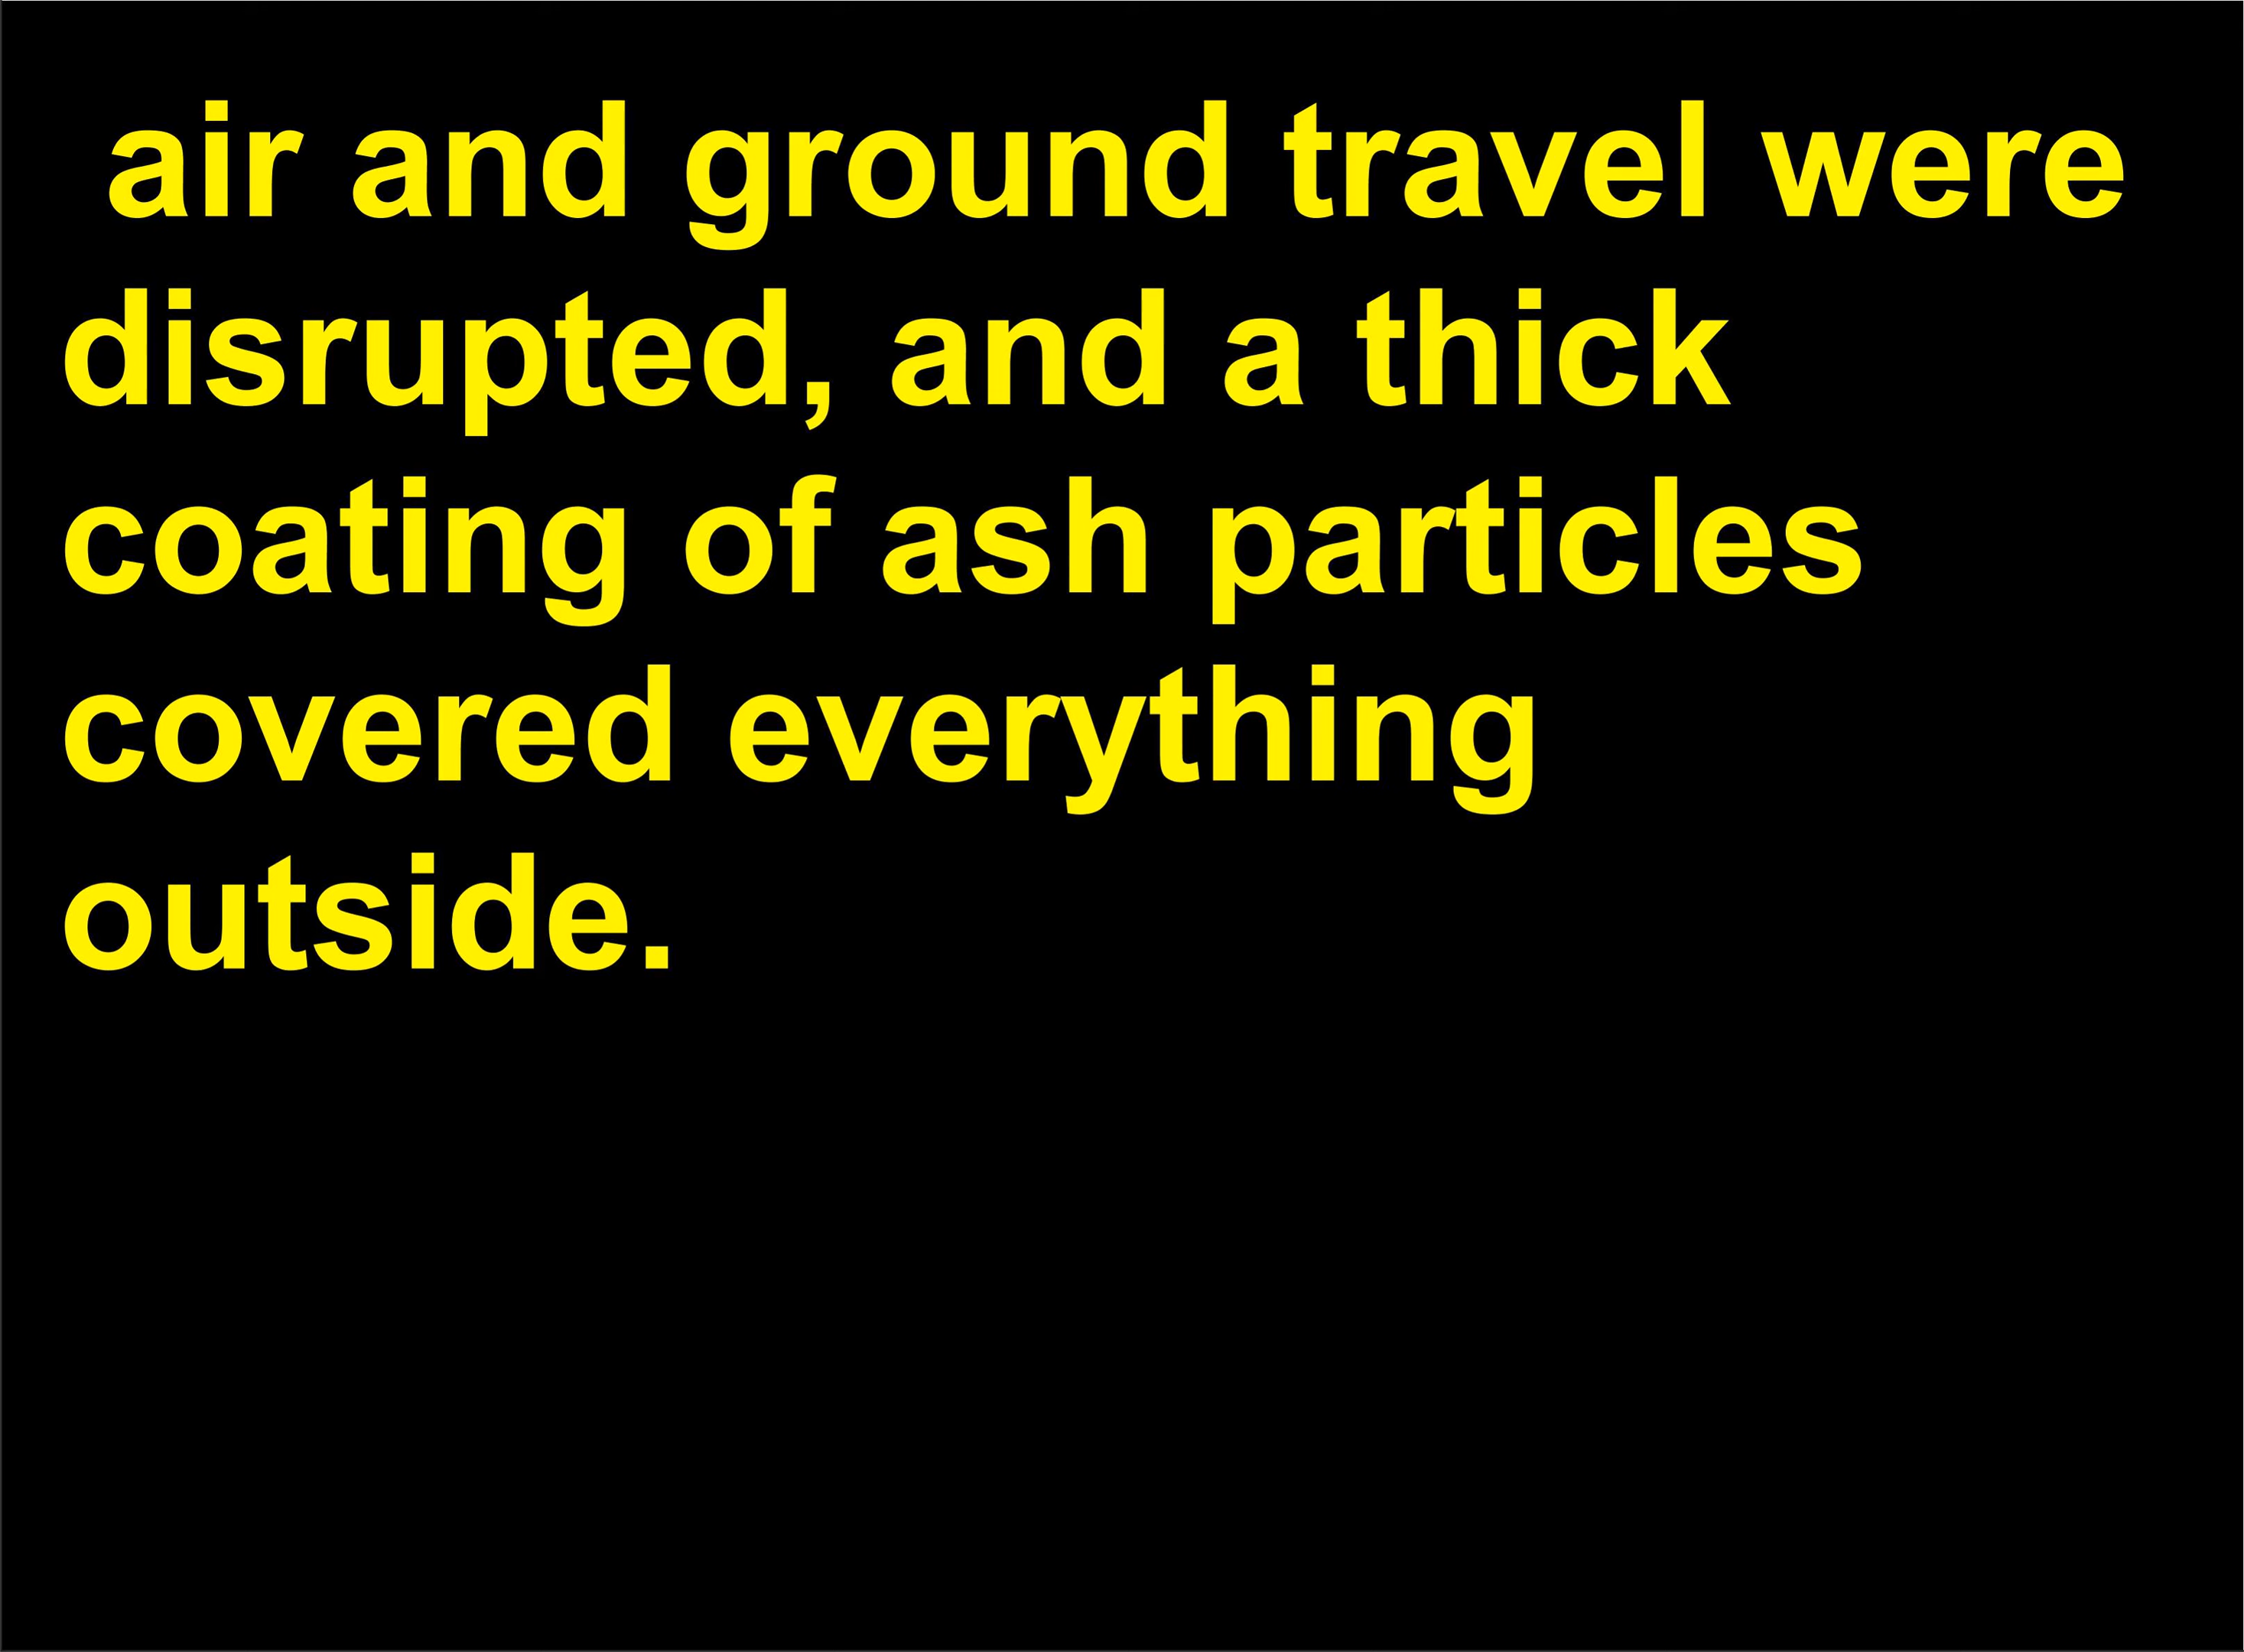 air and ground travel were
disrupted, and a thick
coating of ash particles
covered everything
outside.